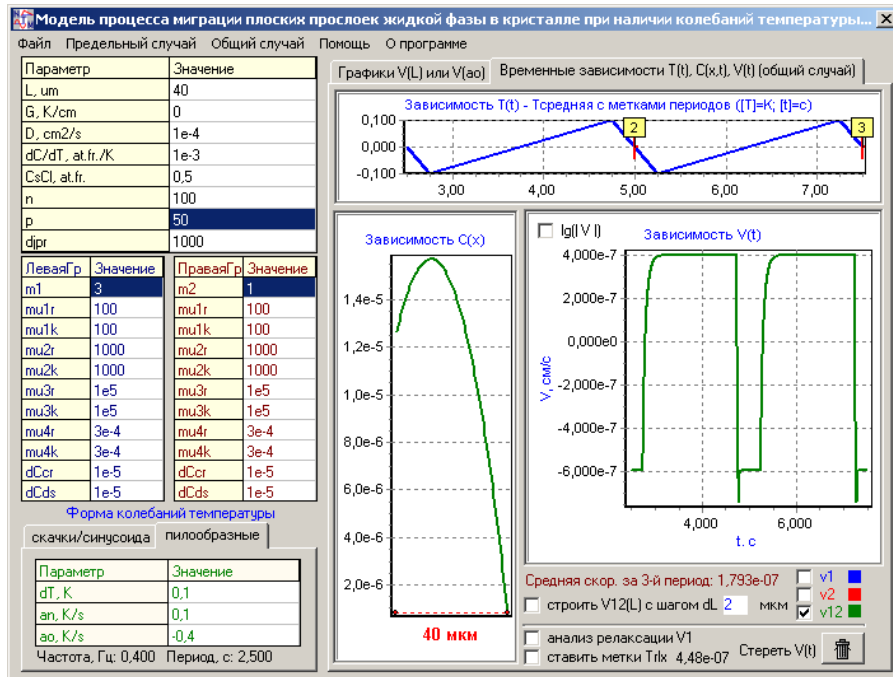 Модель процесса миграции плоских прослоек жидкой фазы в кристалле при наличии колебаний температуры...
Файл Предельный случай Общий случай Помощь О программе
Параметр Значение
L, um 40
G, K/cm 0
D, cm2/s 1e-4
dC/dT, at.fr./K 1e-3
CsCl, at.fr. 0,5
n 100
p 50
djpr 1000
ЛеваяГр Значение
m1 3
mu1r 100
mu1k 100
mu2r 1000
mu2k 1000
mu3r 1e5
mu3k 1e5
mu4r 3e-4
mu4k 3e-4
dCcr 1e-5
dCds 1e-5
ПраваяГр Значение
m2 1
mu1r 100
mu1k 100
mu2r 1000
mu2k 1000
mu3r 1e5
mu3k 1e5
mu4r 3e-4
mu4k 3e-4
dCcr 1e-5
dCds 1e-5
Форма колебаний температуры
скачки/синусоида пилообразные
Параметр Значение
dT, K 0,1
an, K/s 0,1
ao, K/s -0,4
Частота, Гц: 0,400 Период, с: 2,500
Графики V(L) или V(ao) Временные зависимости T(t), C(x,t), V(t) (общий случай)
Зависимость T(t) - Тсредняя с метками периодов ([T]=K; [t]=c)
0,100
0,000
-0,100
2 3
3,00 4,00 5,00 6,00 7,00
Зависимость C(x)
1,4e-5
1,2e-5
1,0e-5
8,0e-6
6,0e-6
4,0e-6
2,0e-6
40 мкм
lg(I V I) Зависимость V(t)
V, см/с
4,000e-7
2,000e-7
0,000e0
-2,000e-7
-4,000e-7
-6,000e-7
4,000 6,000
t. c
Средняя скор. за 3-й период: 1,793e-07
v1
v2
v12
строить V12(L) с шагом dL 2 мкм
анализ релаксации V1
ставить метки Trlx 4,48e-07
Стереть V(t)